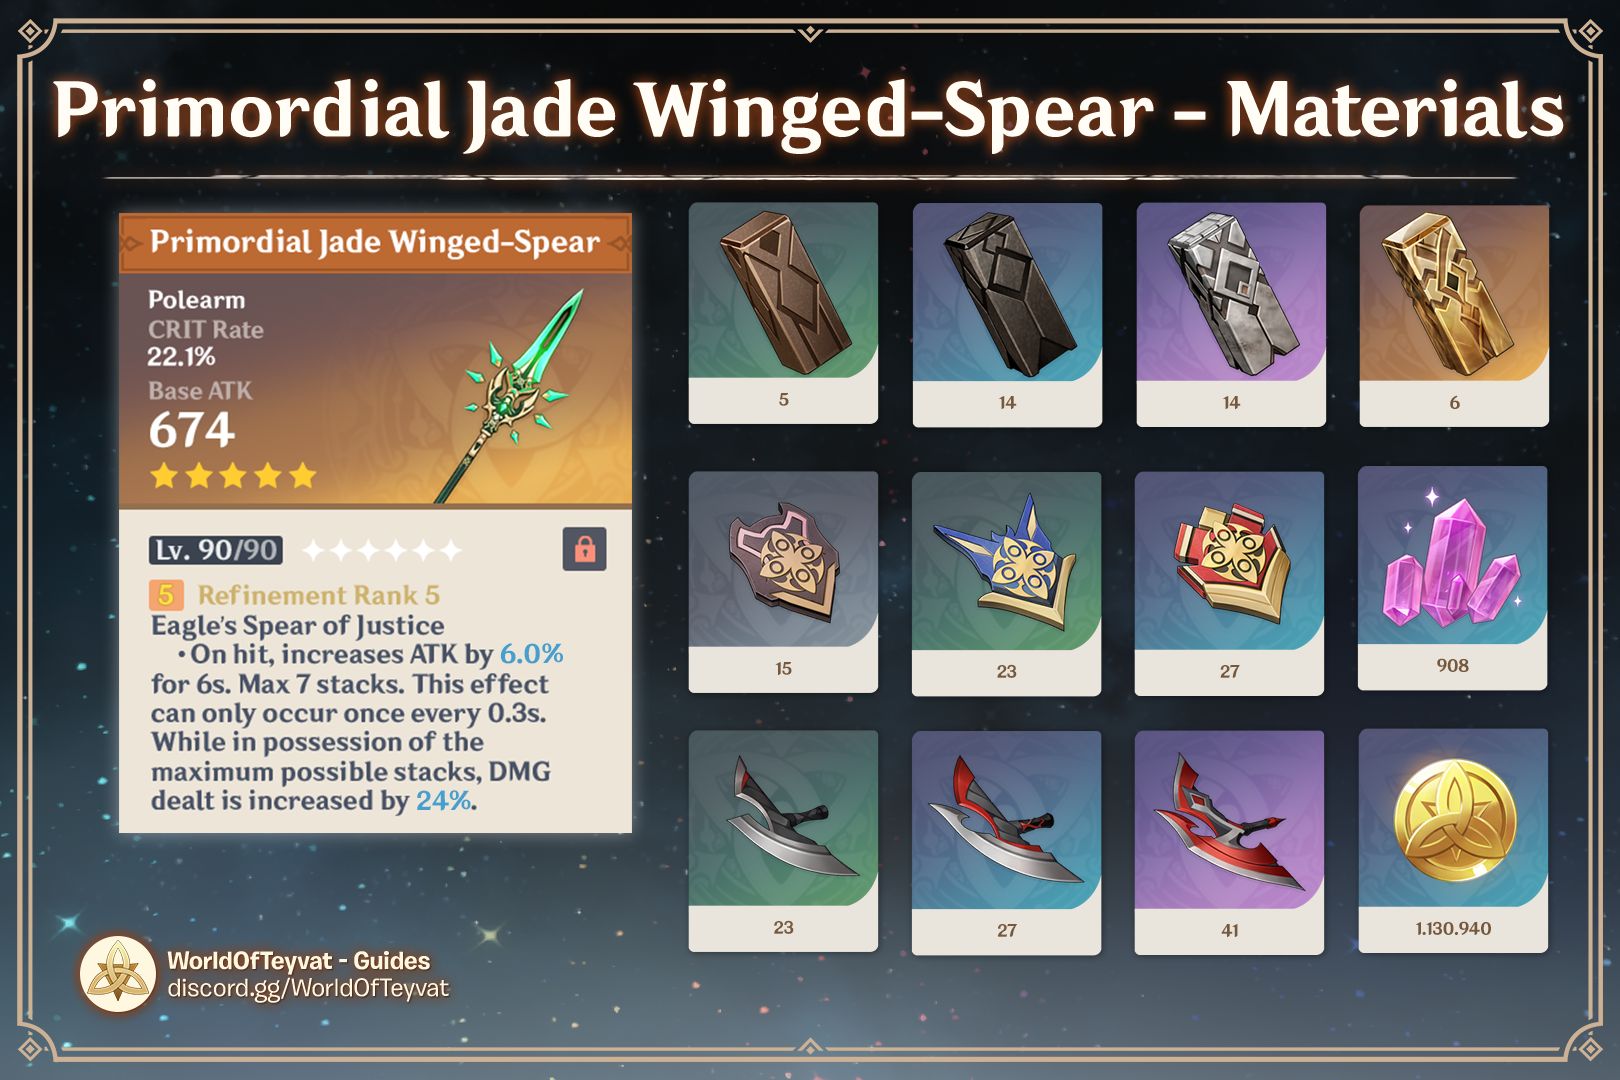 Primordial Jade Winged-Spear - Materials
Primordial Jade Winged-Spear
Polearm
CRIT Rate
22.1%
Base ATK
674
Lv. 90/90
5 Refinement Rank 5
Eagle's Spear of Justice
• On hit, increases ATK by 6.0%
for 6s. Max 7 stacks. This effect
can only occur once every 0.3s.
While in possession of the
maximum possible stacks, DMG
dealt is increased by 24%.
5 14 14 6
15 23 27 908
23 27 41 1.130.940
WorldOfTeyvat - Guides
discord.gg/WorldOfTeyvat